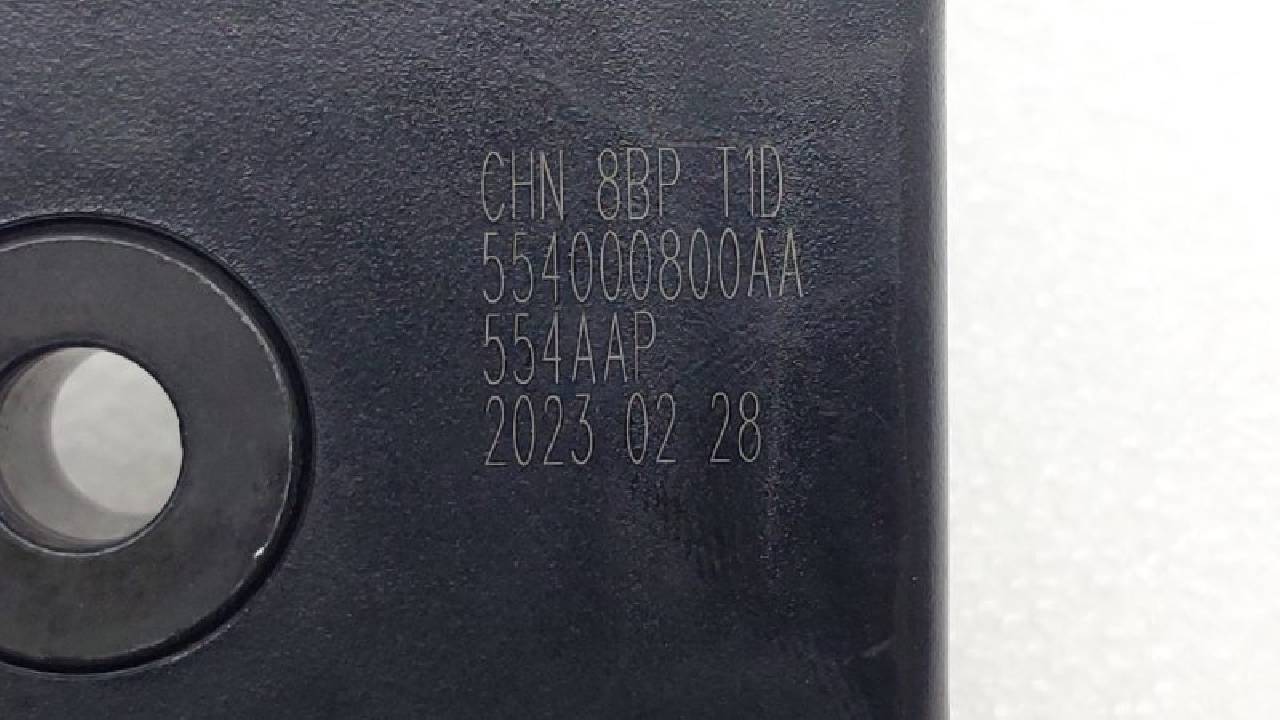 CHN 8BP T1D
554000800AA
554AAP
2023 02 28